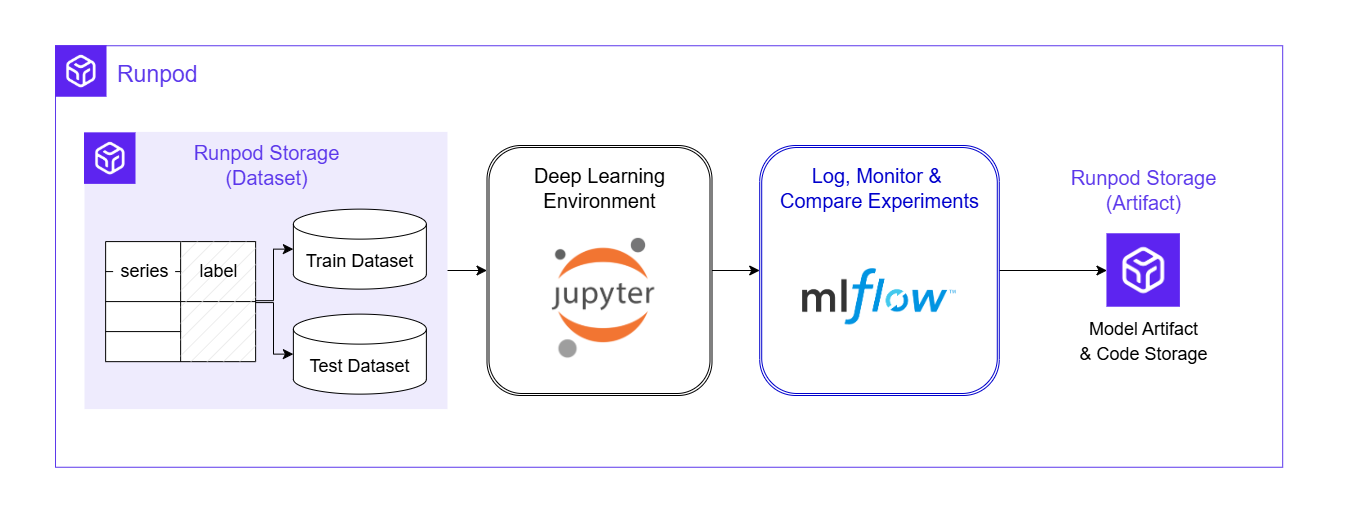 Runpod
Runpod Storage
(Dataset)
series
label
Train Dataset
Test Dataset
Deep Learning
Environment
jupyter
Log, Monitor &
Compare Experiments
mlflow™
Runpod Storage
(Artifact)
Model Artifact
& Code Storage